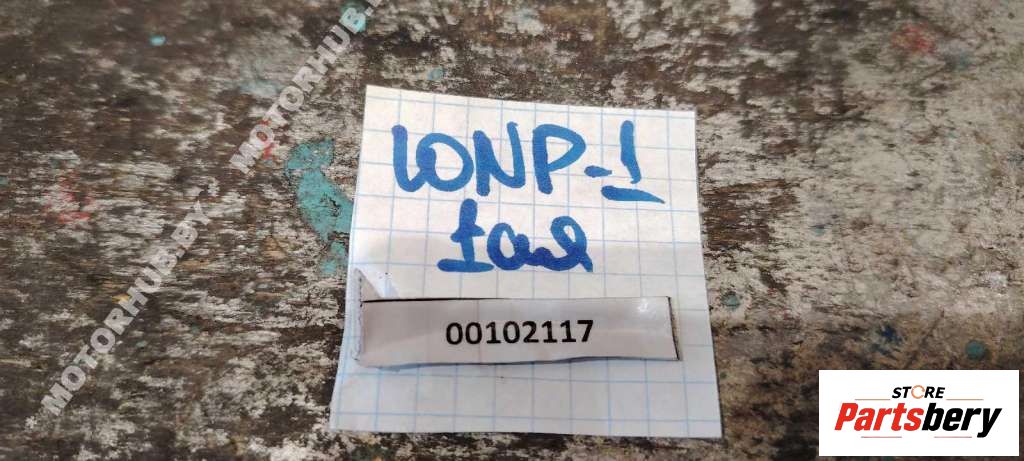 MOTORHUB.BY MOTORHUB.BY
LONP-1
00102117
STORE
Partsbery